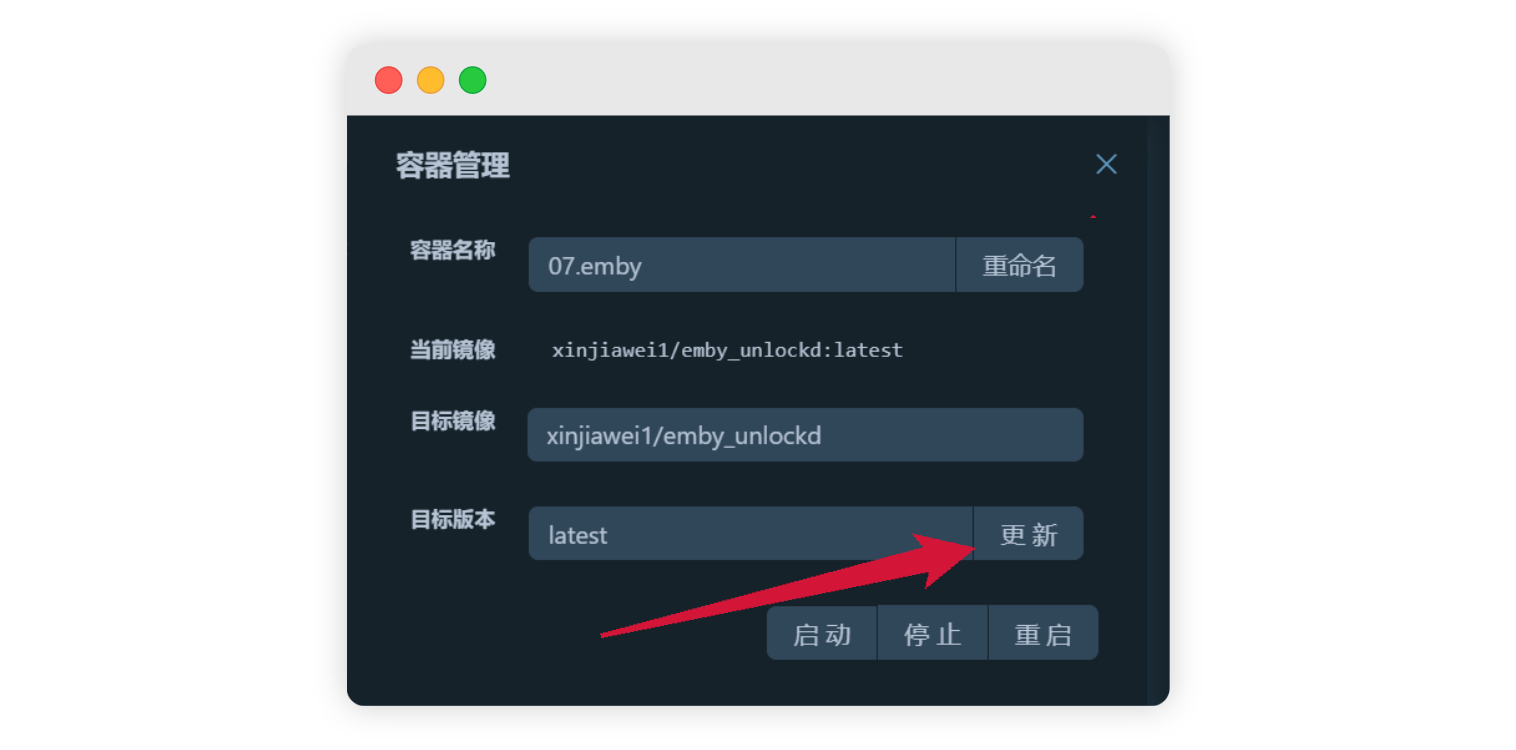 容器管理
容器名称 07.emby 重命名
当前镜像 xinjiawei1/emby_unlockd:latest
目标镜像 xinjiawei1/emby_unlockd
目标版本 latest 更新
启动 停止 重启